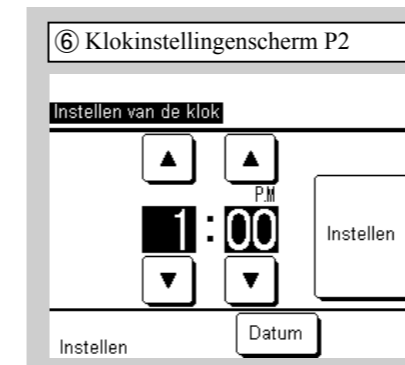 ⑥ Klokinstellingenscherm P2
Instellen van de klok
▲ ▲
P.M
1 : 00
Instellen
▼ ▼
Datum
Instellen